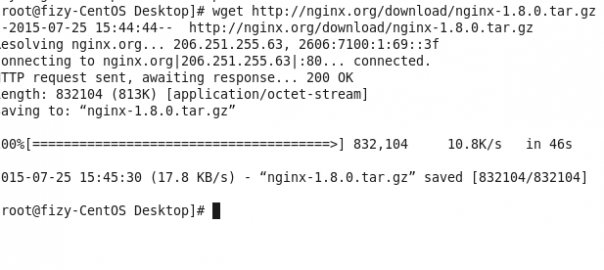 root@fizy-CentOS Desktop]# wget http://nginx.org/download/nginx-1.8.0.tar.gz
-2015-07-25 15:44:44--  http://nginx.org/download/nginx-1.8.0.tar.gz
esolving nginx.org... 206.251.255.63, 2606:7100:1:69::3f
onnecting to nginx.org|206.251.255.63|:80... connected.
TTP request sent, awaiting response... 200 OK
ength: 832104 (813K) [application/octet-stream]
aving to: “nginx-1.8.0.tar.gz”
00%[======================================>] 832,104     10.8K/s   in 46s
015-07-25 15:45:30 (17.8 KB/s) - “nginx-1.8.0.tar.gz” saved [832104/832104]
root@fizy-CentOS Desktop]#